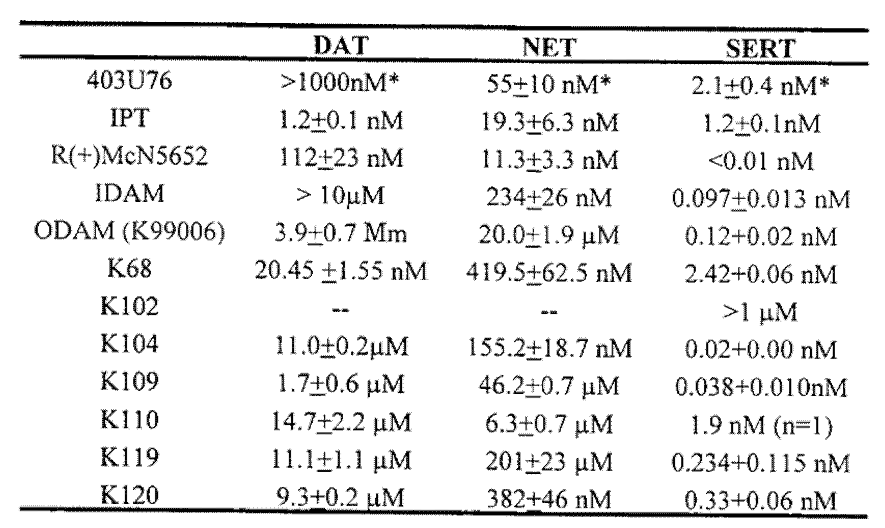 DAT NET SERT
403U76 >1000nM* 55±10 nM* 2.1±0.4 nM*
IPT 1.2±0.1 nM 19.3±6.3 nM 1.2±0.1nM
R(+)McN5652 112±23 nM 11.3±3.3 nM <0.01 nM
IDAM > 10μM 234±26 nM 0.097±0.013 nM
ODAM (K99006) 3.9±0.7 Mm 20.0±1.9 μM 0.12+0.02 nM
K68 20.45 ±1.55 nM 419.5±62.5 nM 2.42+0.06 nM
K102 -- -- >1 μM
K104 11.0±0.2μM 155.2±18.7 nM 0.02+0.00 nM
K109 1.7±0.6 μM 46.2±0.7 μM 0.038+0.010nM
K110 14.7±2.2 μM 6.3±0.7 μM 1.9 nM (n=1)
K119 11.1±1.1 μM 201±23 μM 0.234+0.115 nM
K120 9.3±0.2 μM 382±46 nM 0.33+0.06 nM